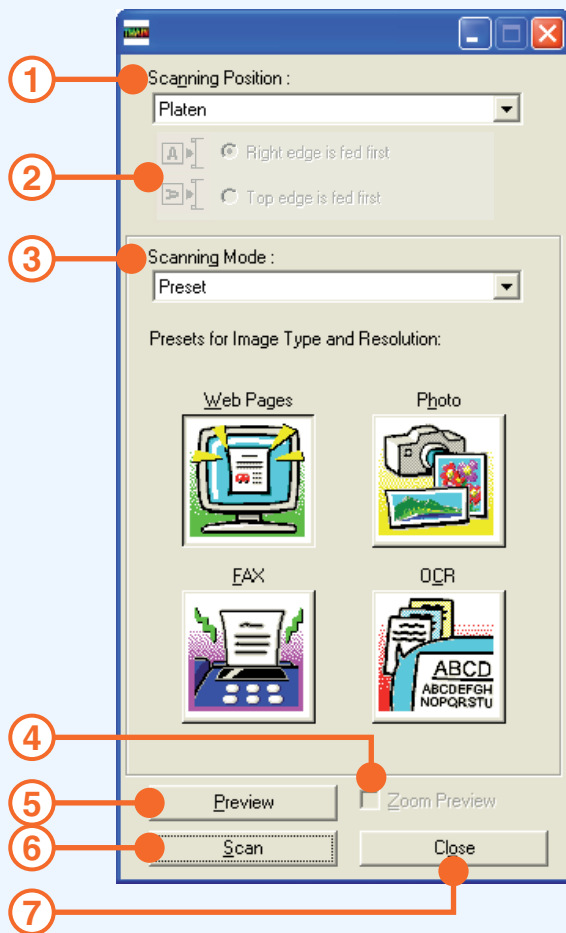 TWAIN
① Scanning Position :
Platen
② A Right edge is fed first
A Top edge is fed first
③ Scanning Mode :
Preset
Presets for Image Type and Resolution:
Web Pages Photo
FAX OCR
ABCD
ABCDEFGH
NOPQRSTU
④
⑤ Preview Zoom Preview
⑥ Scan Close
⑦